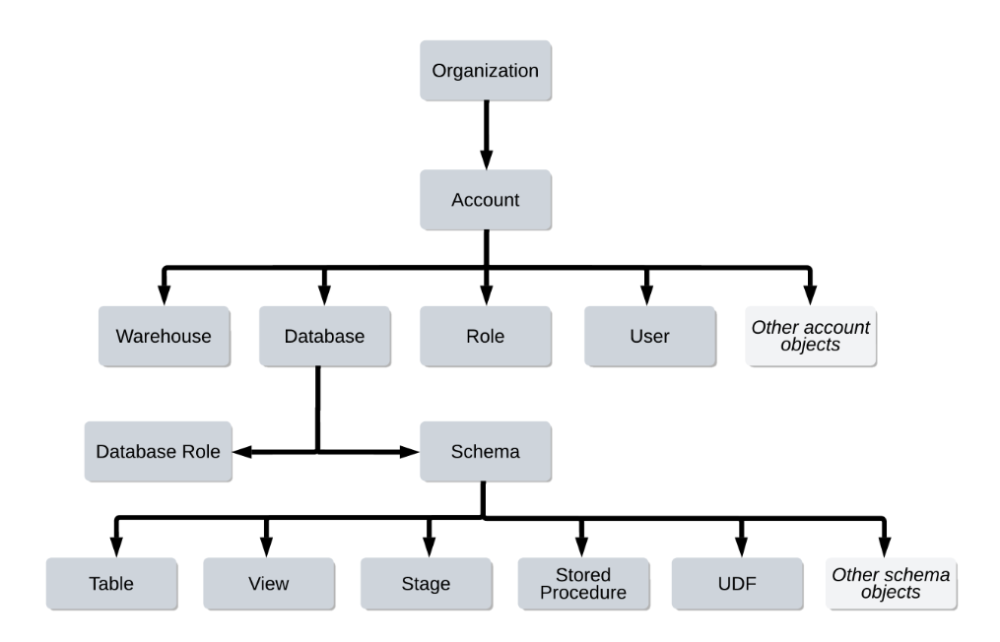 Organization
Account
Warehouse
Database
Role
User
Other account
objects
Database Role
Schema
Table
View
Stage
Stored
Procedure
UDF
Other schema
objects